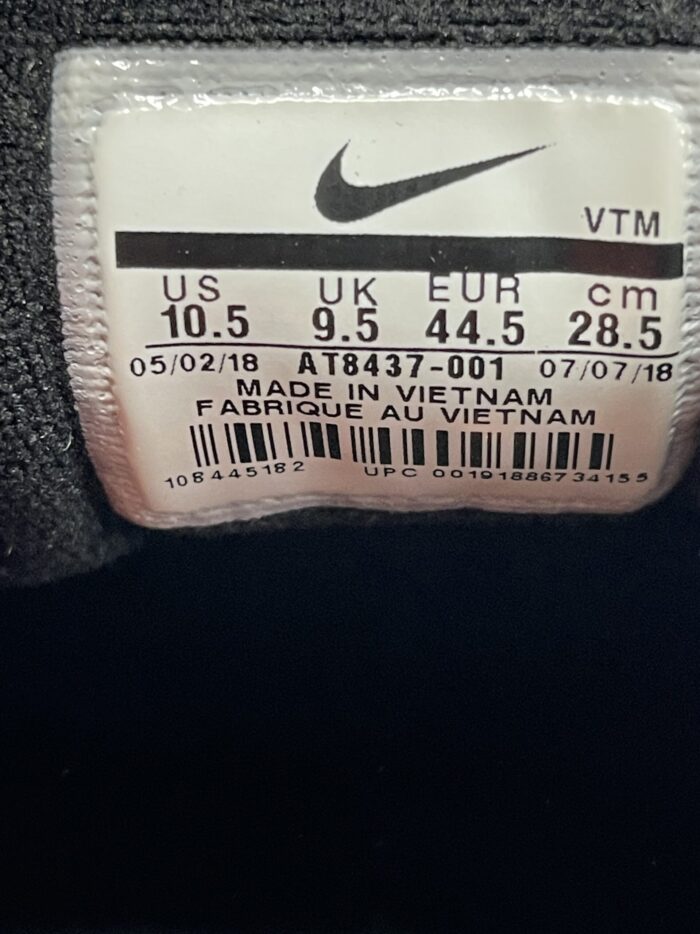 VTM
US UK EUR cm
10.5 9.5 44.5 28.5
05/02/18 AT8437-001 07/07/18
MADE IN VIETNAM
FABRIQUE AU VIETNAM
108445182 UPC 00191886734155